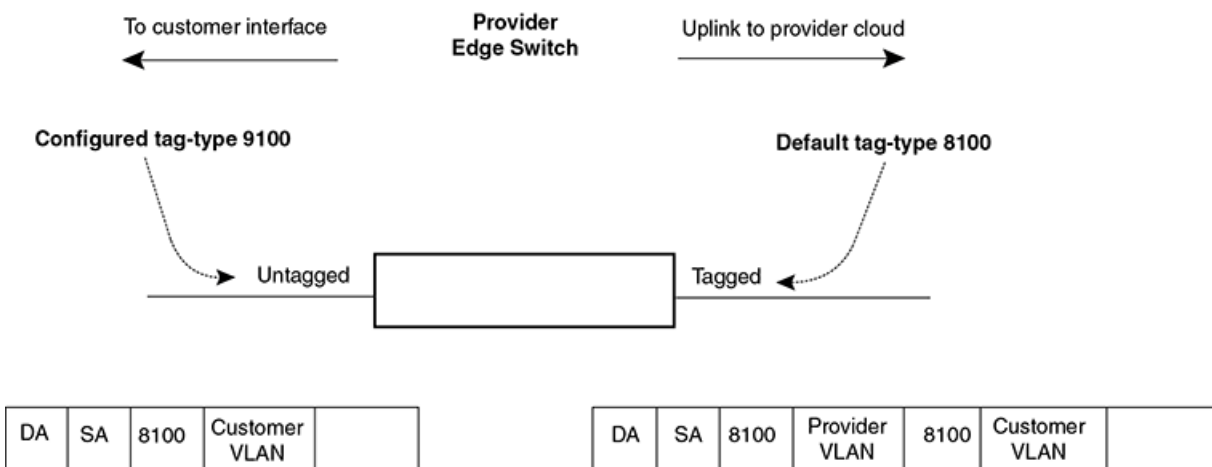 To customer interface
Provider
Edge Switch
Uplink to provider cloud
Configured tag-type 9100
Default tag-type 8100
Untagged
Tagged
DA SA 8100 Customer
VLAN
DA SA 8100 Provider
VLAN 8100 Customer
VLAN